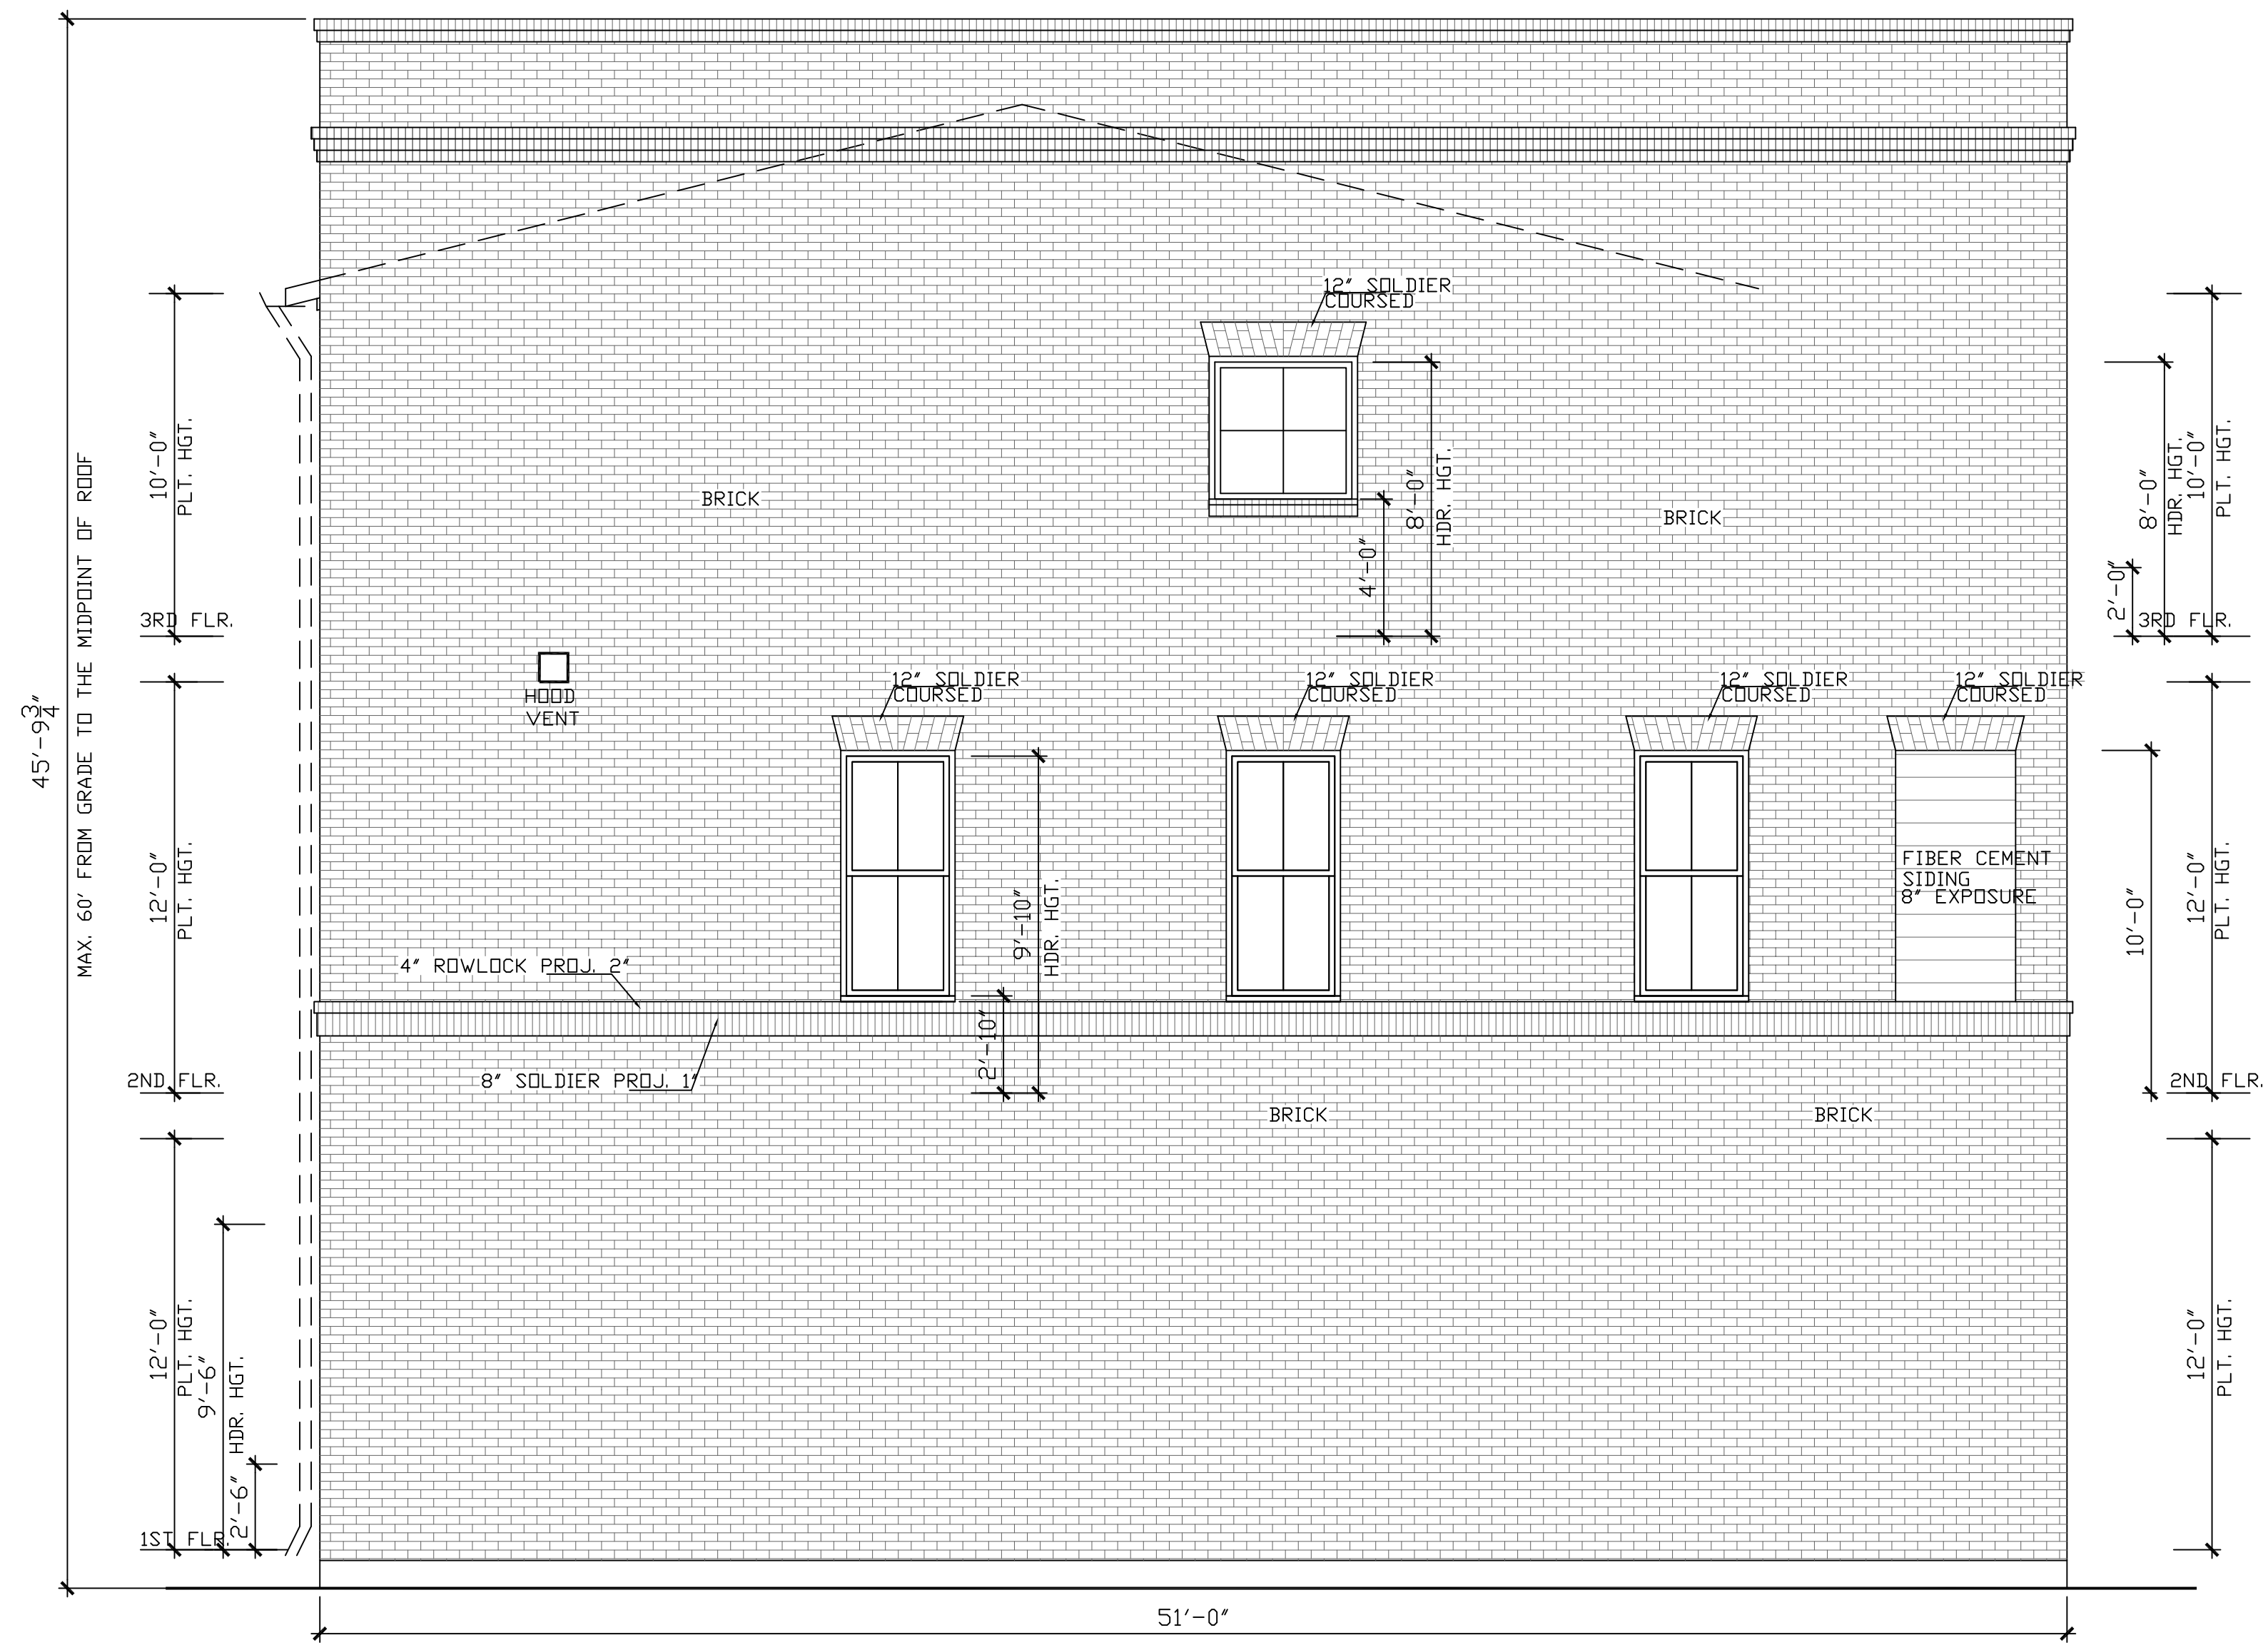 12" SOLDIER
COURSED
10'-0"
PLT. HGT.
BRICK
8'-0"
HDR. HGT.
4'-0"
BRICK
8'-0"
HDR. HGT.
10'-0"
PLT. HGT.
2'-0"
3RD FLR.
3RD FLR.
45'-9 3/4"
MAX. 60' FROM GRADE TO THE MIDPOINT OF ROOF
HOOD
VENT
12" SOLDIER
COURSED
12" SOLDIER
COURSED
12" SOLDIER
COURSED
12" SOLDIER
COURSED
12'-0"
PLT. HGT.
9'-10"
HDR. HGT.
FIBER CEMENT
SIDING
8" EXPOSURE
10'-0"
12'-0"
PLT. HGT.
4" ROWLOCK PROJ. 2"
2'-10"
2ND FLR.
8" SOLDIER PROJ. 1"
2ND FLR.
BRICK
BRICK
12'-0"
PLT. HGT.
9'-6"
HDR. HGT.
2'-6"
12'-0"
PLT. HGT.
1ST FLR.
51'-0"